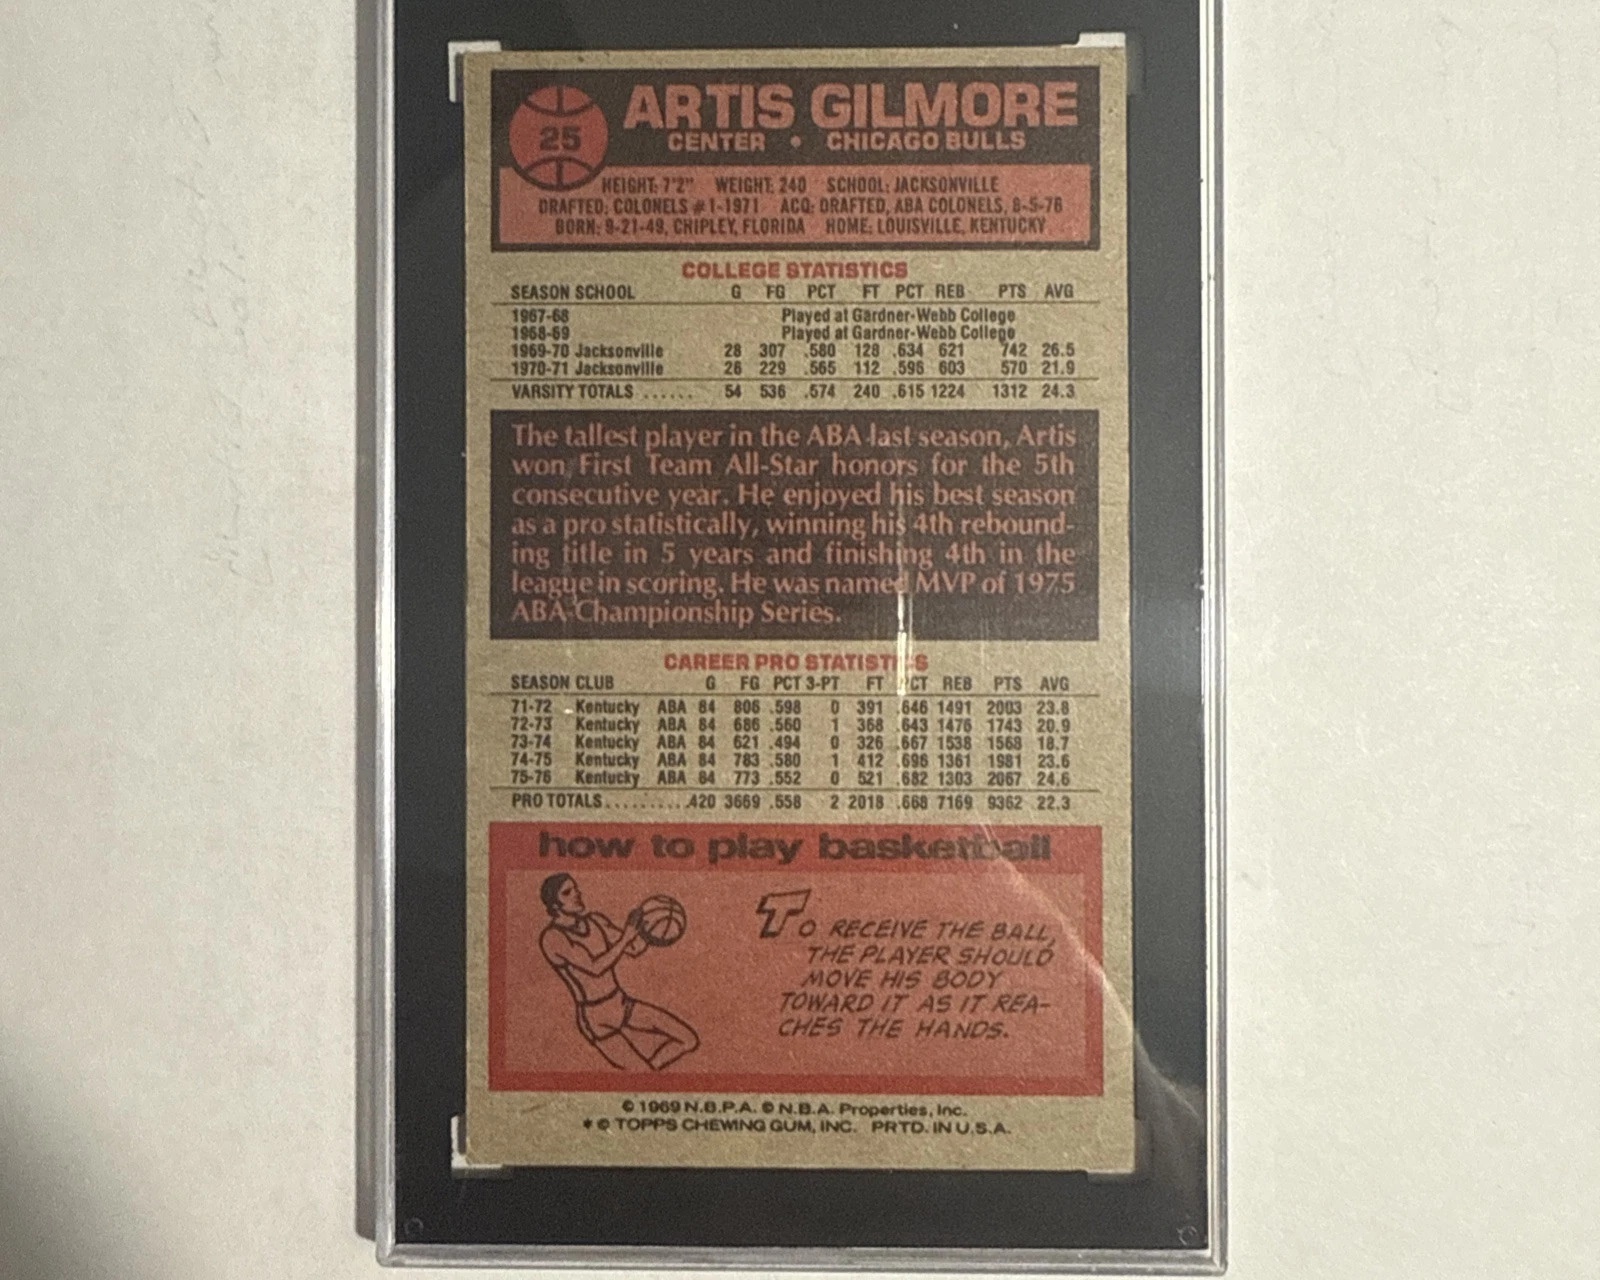 25
ARTIS GILMORE
CENTER • CHICAGO BULLS
HEIGHT: 7'2" WEIGHT: 240 SCHOOL: JACKSONVILLE
DRAFTED: COLONELS #1-1971 ACQ: DRAFTED, ABA COLONELS, 8-5-76
BORN: 9-21-49, CHIPLEY, FLORIDA HOME: LOUISVILLE, KENTUCKY
COLLEGE STATISTICS
SEASON SCHOOL G FG PCT FT PCT REB PTS AVG
1967-68 Played at Gardner-Webb College
1968-69 Played at Gardner-Webb College
1969-70 Jacksonville 28 307 .580 128 .634 621 742 26.5
1970-71 Jacksonville 26 229 .565 112 .596 603 570 21.9
VARSITY TOTALS ...... 54 536 .574 240 .615 1224 1312 24.3
The tallest player in the ABA last season, Artis
won First Team All-Star honors for the 5th
consecutive year. He enjoyed his best season
as a pro statistically, winning his 4th rebound-
ing title in 5 years and finishing 4th in the
league in scoring. He was named MVP of 1975
ABA Championship Series.
CAREER PRO STATISTICS
SEASON CLUB G FG PCT 3-PT FT PCT REB PTS AVG
71-72 Kentucky ABA 84 806 .598 0 391 .646 1491 2003 23.8
72-73 Kentucky ABA 84 686 .560 1 368 .643 1476 1743 20.9
73-74 Kentucky ABA 84 621 .494 0 326 .667 1538 1568 18.7
74-75 Kentucky ABA 84 783 .580 1 412 .696 1361 1981 23.6
75-76 Kentucky ABA 84 773 .552 0 521 .682 1303 2067 24.6
PRO TOTALS..........420 3669 .558 2 2018 .668 7169 9362 22.3
how to play basketball
TO RECEIVE THE BALL,
THE PLAYER SHOULD
MOVE HIS BODY
TOWARD IT AS IT REA-
CHES THE HANDS.
© 1969 N.B.P.A. © N.B.A. Properties, Inc.
* © TOPPS CHEWING GUM, INC. PRTD. IN U.S.A.